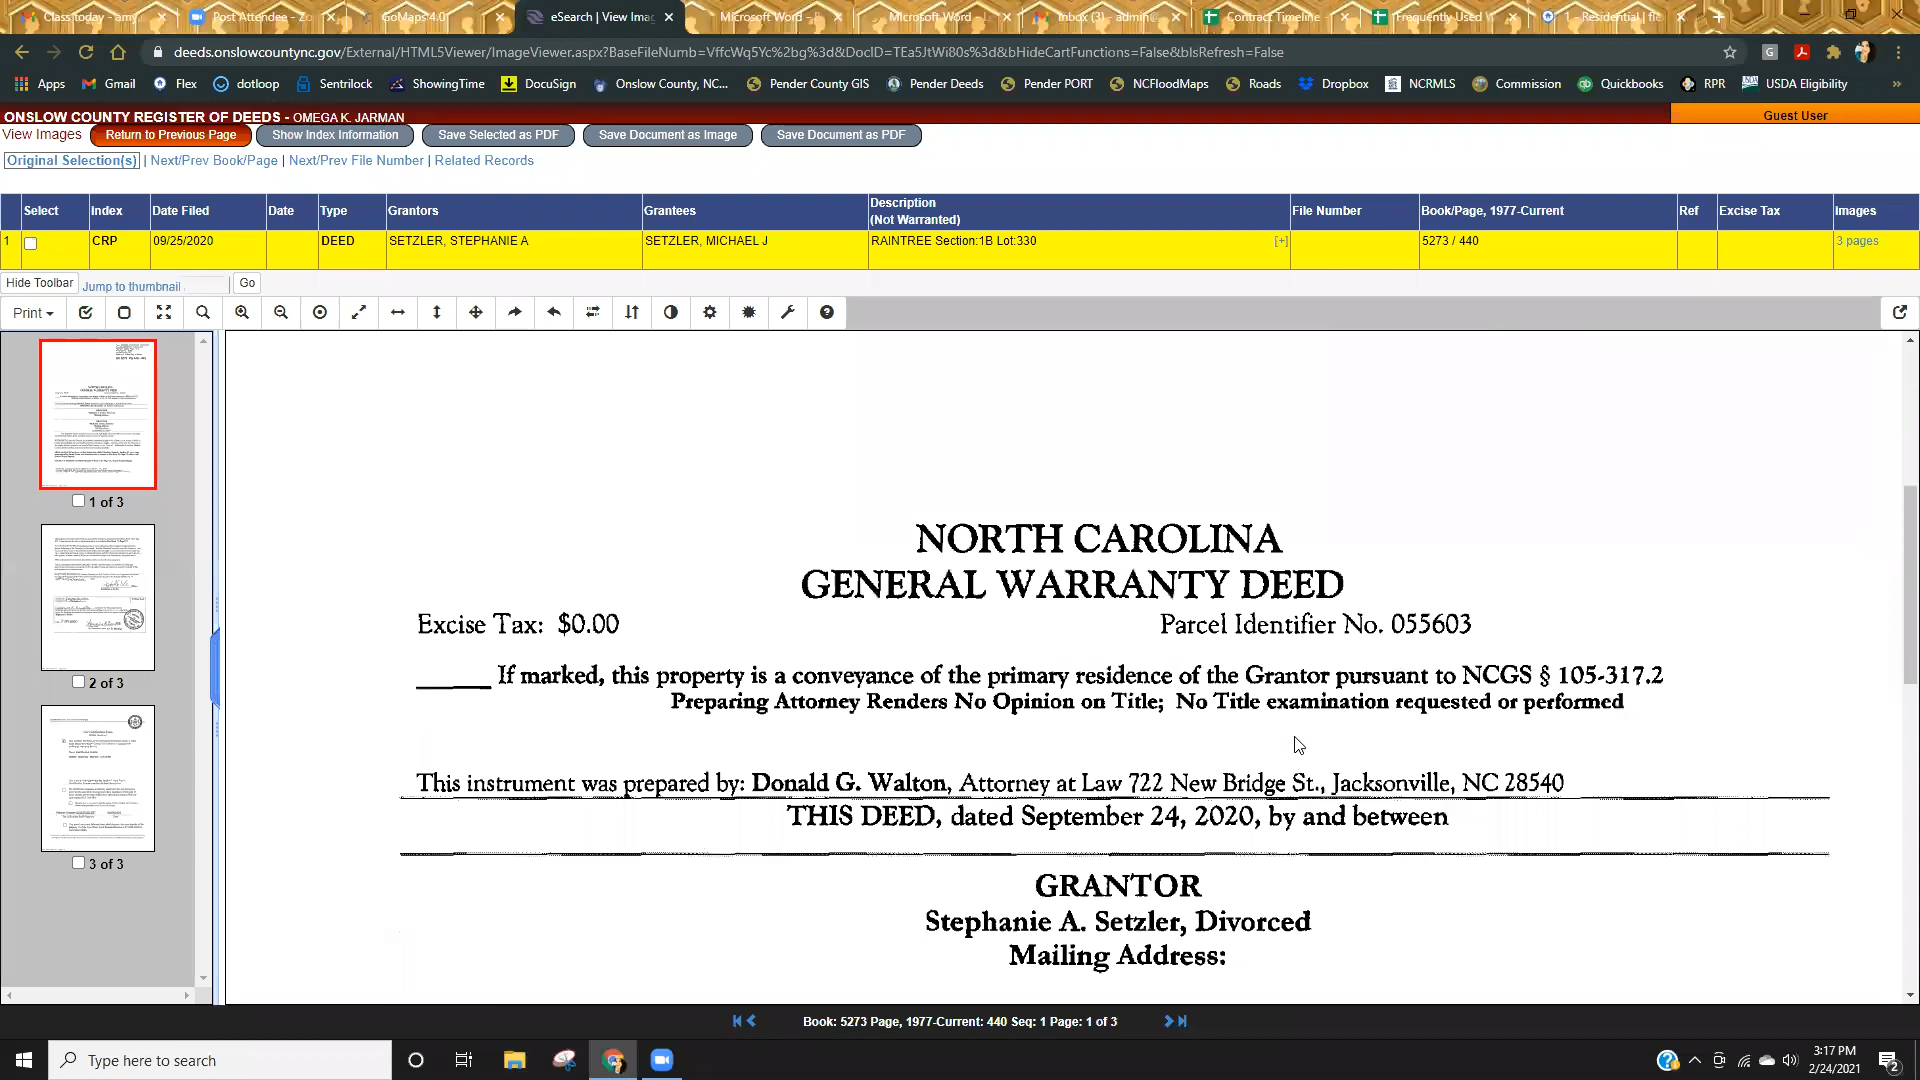 Class today - amy
Post Attendee - Zo
GoMaps 4.0
eSearch | View Imag
Microsoft Word -
Microsoft Word -
Inbox (3) - admin@
Contract Timeline -
Frequently Used
1 - Residential | fle
deeds.onslowcountync.gov/External/HTML5Viewer/ImageViewer.aspx?BaseFileNumb=VffcWq5Yc%2bg%3d&DocID=TEa5JtWi80s%3d&bHideCartFunctions=False&blsRefresh=False
Apps Gmail Flex dotloop Sentrilock ShowingTime DocuSign Onslow County, NC... Pender County GIS Pender Deeds Pender PORT NCFloodMaps Roads Dropbox NCRMLS Commission Quickbooks RPR USDA Eligibility »
ONSLOW COUNTY REGISTER OF DEEDS - OMEGA K. JARMAN
Guest User
View Images Return to Previous Page Show Index Information Save Selected as PDF Save Document as Image Save Document as PDF
Original Selection(s) | Next/Prev Book/Page | Next/Prev File Number | Related Records
Select Index Date Filed Date Type Grantors Grantees Description (Not Warranted) File Number Book/Page, 1977-Current Ref Excise Tax Images
1 CRP 09/25/2020 DEED SETZLER, STEPHANIE A SETZLER, MICHAEL J RAINTREE Section:1B Lot:330 [+] 5273 / 440 3 pages
Hide Toolbar Jump to thumbnail Go
Print
1 of 3
2 of 3
3 of 3
NORTH CAROLINA
GENERAL WARRANTY DEED
Excise Tax: $0.00 Parcel Identifier No. 055603
If marked, this property is a conveyance of the primary residence of the Grantor pursuant to NCGS § 105-317.2
Preparing Attorney Renders No Opinion on Title; No Title examination requested or performed
This instrument was prepared by: Donald G. Walton, Attorney at Law 722 New Bridge St., Jacksonville, NC 28540
THIS DEED, dated September 24, 2020, by and between
GRANTOR
Stephanie A. Setzler, Divorced
Mailing Address:
Book: 5273 Page, 1977-Current: 440 Seq: 1 Page: 1 of 3
Type here to search
3:17 PM
2/24/2021
2